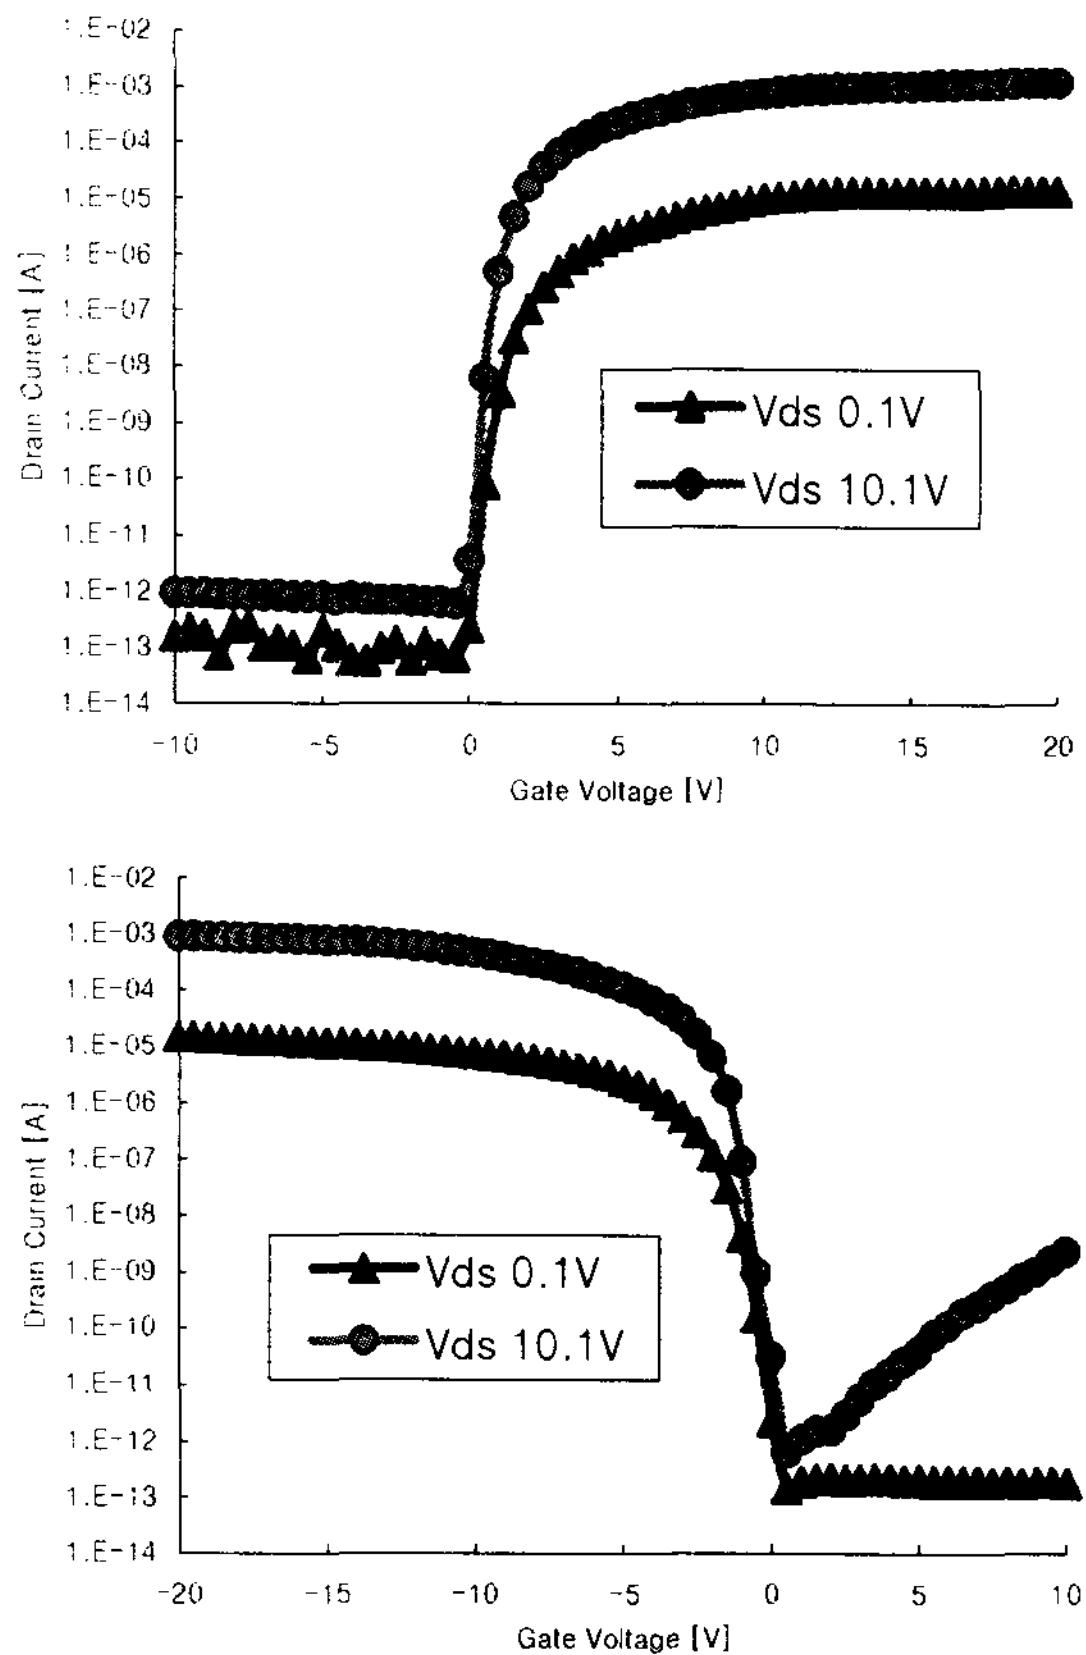 1.E-02
1.E-03
1.E-04
1.E-05
1.E-06
1.E-07
1.E-08
1.E-09
1.E-10
1.E-11
1.E-12
1.E-13
1.E-14
Drain Current [A]
Vds 0.1V
Vds 10.1V
-10 -5 0 5 10 15 20
Gate Voltage [V]
1.E-02
1.E-03
1.E-04
1.E-05
1.E-06
1.E-07
1.E-08
1.E-09
1.E-10
1.E-11
1.E-12
1.E-13
1.E-14
Drain Current [A]
Vds 0.1V
Vds 10.1V
-20 -15 -10 -5 0 5 10
Gate Voltage [V]